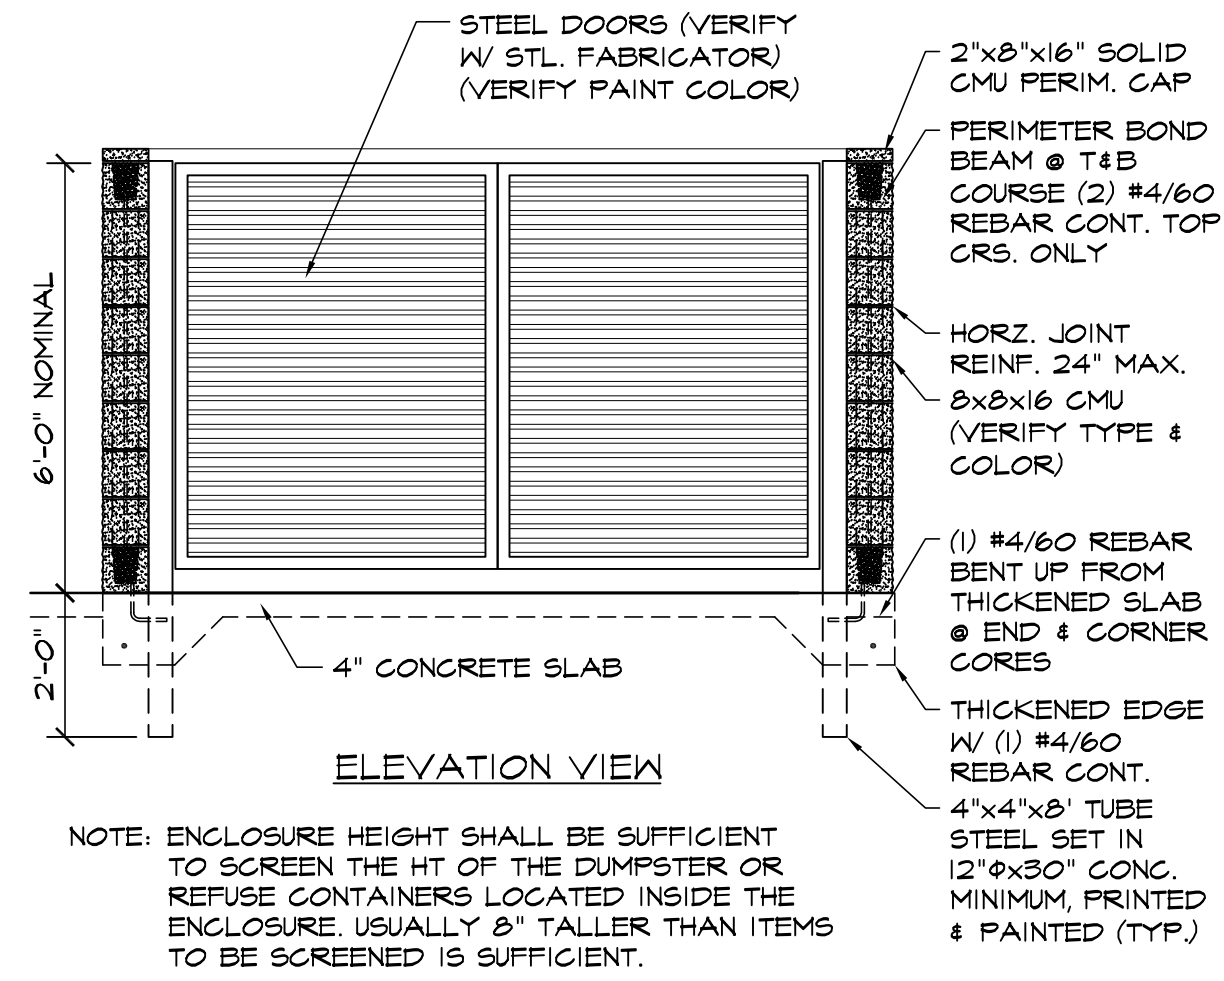 STEEL DOORS (VERIFY
W/ STL. FABRICATOR)
(VERIFY PAINT COLOR)
2"x8"x16" SOLID
CMU PERIM. CAP
PERIMETER BOND
BEAM @ T&B
COURSE (2) #4/60
REBAR CONT. TOP
CRS. ONLY
HORZ. JOINT
REINF. 24" MAX.
8x8x16 CMU
(VERIFY TYPE &
COLOR)
(1) #4/60 REBAR
BENT UP FROM
THICKENED SLAB
@ END & CORNER
CORES
THICKENED EDGE
W/ (1) #4/60
REBAR CONT.
4"x4"x8' TUBE
STEEL SET IN
12"Φx30" CONC.
MINIMUM, PRINTED
& PAINTED (TYP.)
6'-0" NOMINAL
2'-0"
4" CONCRETE SLAB
ELEVATION VIEW
NOTE: ENCLOSURE HEIGHT SHALL BE SUFFICIENT
TO SCREEN THE HT OF THE DUMPSTER OR
REFUSE CONTAINERS LOCATED INSIDE THE
ENCLOSURE. USUALLY 8" TALLER THAN ITEMS
TO BE SCREENED IS SUFFICIENT.